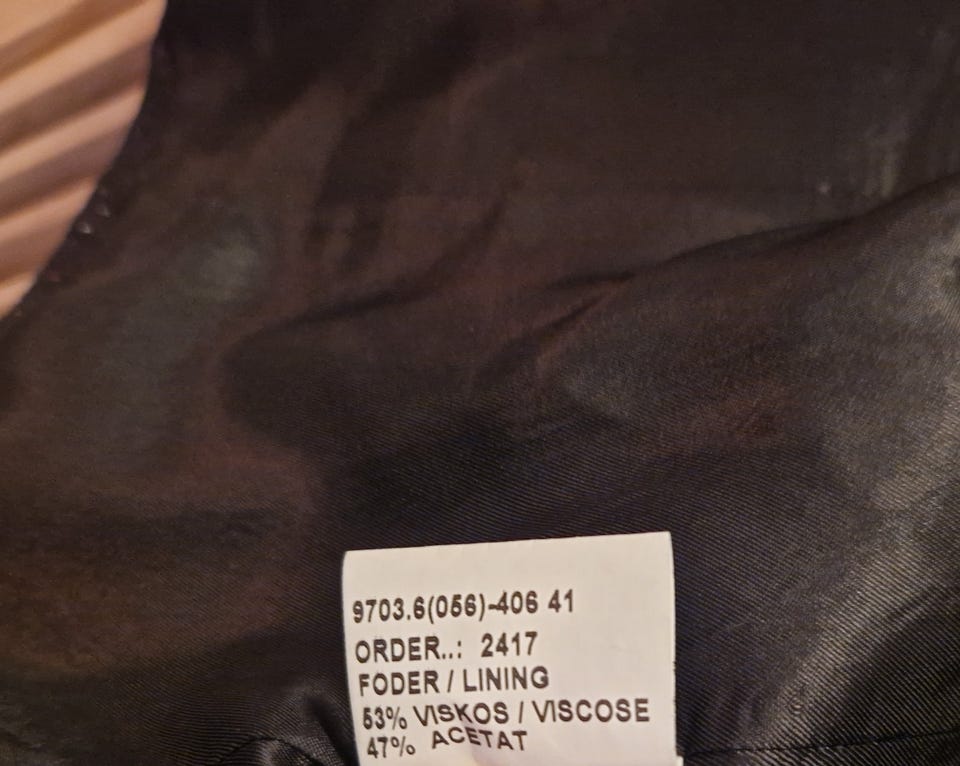 9703.6(056)-406 41
ORDER..: 2417
FODER / LINING
53% VISKOS / VISCOSE
47% ACETAT